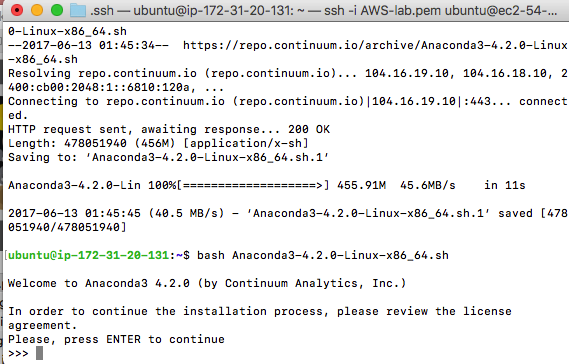 .ssh — ubuntu@ip-172-31-20-131: ~ — ssh -i AWS-lab.pem ubuntu@ec2-54-...
0-Linux-x86_64.sh
--2017-06-13 01:45:34--  https://repo.continuum.io/archive/Anaconda3-4.2.0-Linux
-x86_64.sh
Resolving repo.continuum.io (repo.continuum.io)... 104.16.19.10, 104.16.18.10, 2
400:cb00:2048:1::6810:120a, ...
Connecting to repo.continuum.io (repo.continuum.io)|104.16.19.10|:443... connect
ed.
HTTP request sent, awaiting response... 200 OK
Length: 478051940 (456M) [application/x-sh]
Saving to: ‘Anaconda3-4.2.0-Linux-x86_64.sh.1’
Anaconda3-4.2.0-Lin 100%[===================>] 455.91M  45.6MB/s    in 11s
2017-06-13 01:45:45 (40.5 MB/s) - ‘Anaconda3-4.2.0-Linux-x86_64.sh.1’ saved [478
051940/478051940]
[ubuntu@ip-172-31-20-131:~$ bash Anaconda3-4.2.0-Linux-x86_64.sh
Welcome to Anaconda3 4.2.0 (by Continuum Analytics, Inc.)
In order to continue the installation process, please review the license
agreement.
Please, press ENTER to continue
>>>